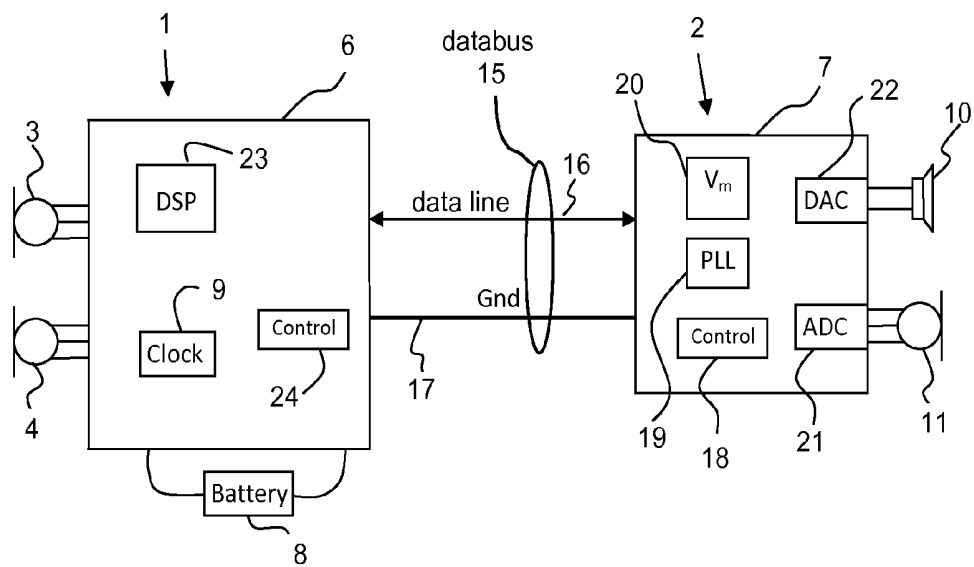 1
databus
15
6
2
20
7
22
10
3
23
DSP
data line
16
Vm
DAC
PLL
9
Clock
Control
24
Gnd
17
Control
ADC
4
19
18
21
11
Battery
8